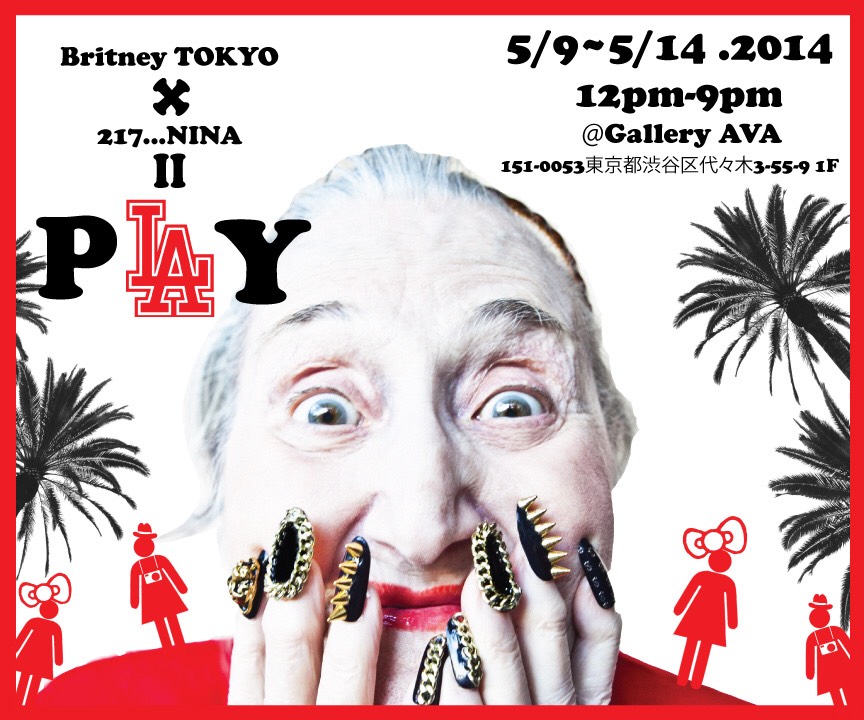 Britney TOKYO
×
217...NINA
II
PLAY
5/9~5/14 .2014
12pm-9pm
@Gallery AVA
151-0053東京都渋谷区代々木3-55-9 1F